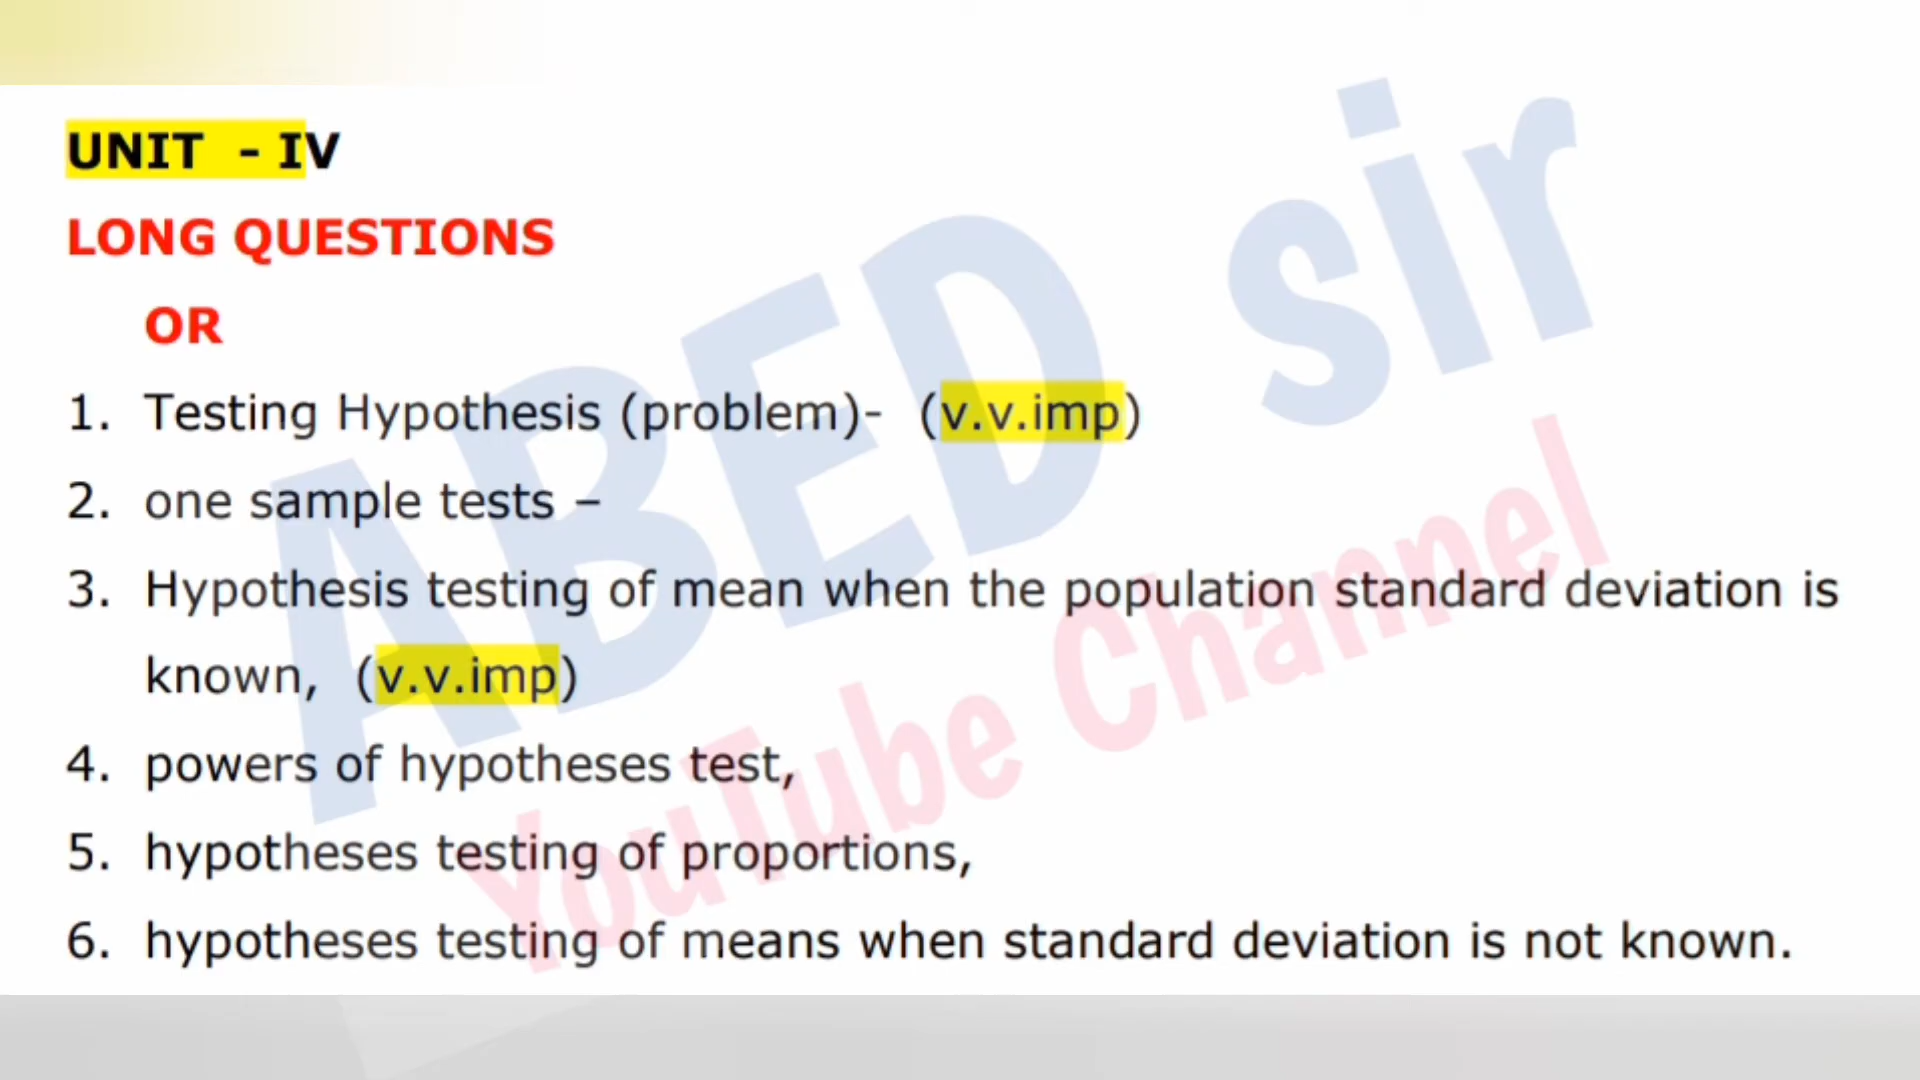 UNIT - IV
LONG QUESTIONS
OR
1. Testing Hypothesis (problem)- (v.v.imp)
2. one sample tests –
3. Hypothesis testing of mean when the population standard deviation is
known, (v.v.imp)
4. powers of hypotheses test,
5. hypotheses testing of proportions,
6. hypotheses testing of means when standard deviation is not known.
ABED sir
YouTube Channel